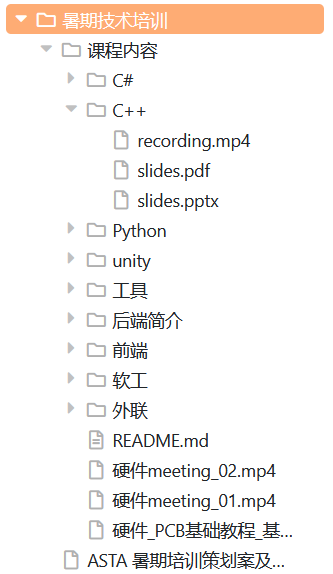 暑期技术培训
课程内容
C#
C++
recording.mp4
slides.pdf
slides.pptx
Python
unity
工具
后端简介
前端
软工
外联
README.md
硬件meeting_02.mp4
硬件meeting_01.mp4
硬件_PCB基础教程_基...
ASTA 暑期培训策划案及...